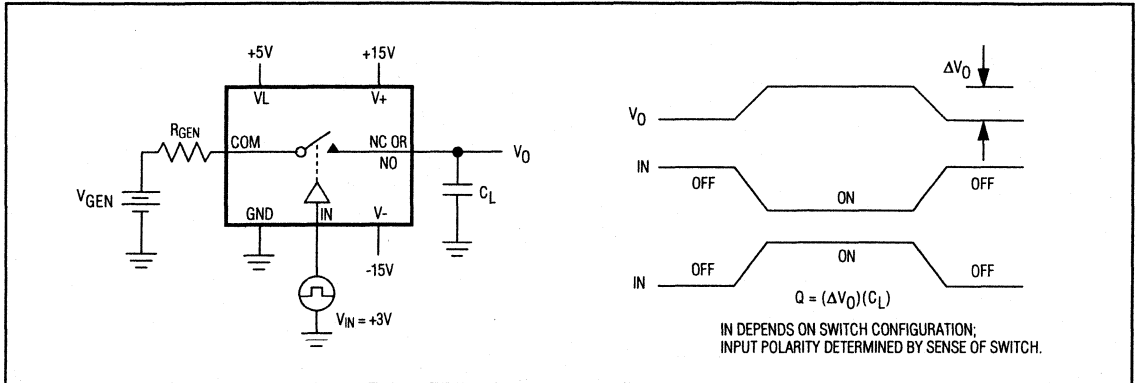 +5V
+15V
VL
V+
RGEN
COM
NC OR
NO
VO
VGEN
CL
GND
IN
V-
-15V
VIN = +3V
ΔVO
VO
IN
OFF
ON
OFF
IN
OFF
ON
OFF
Q = (ΔVO)(CL)
IN DEPENDS ON SWITCH CONFIGURATION;
INPUT POLARITY DETERMINED BY SENSE OF SWITCH.